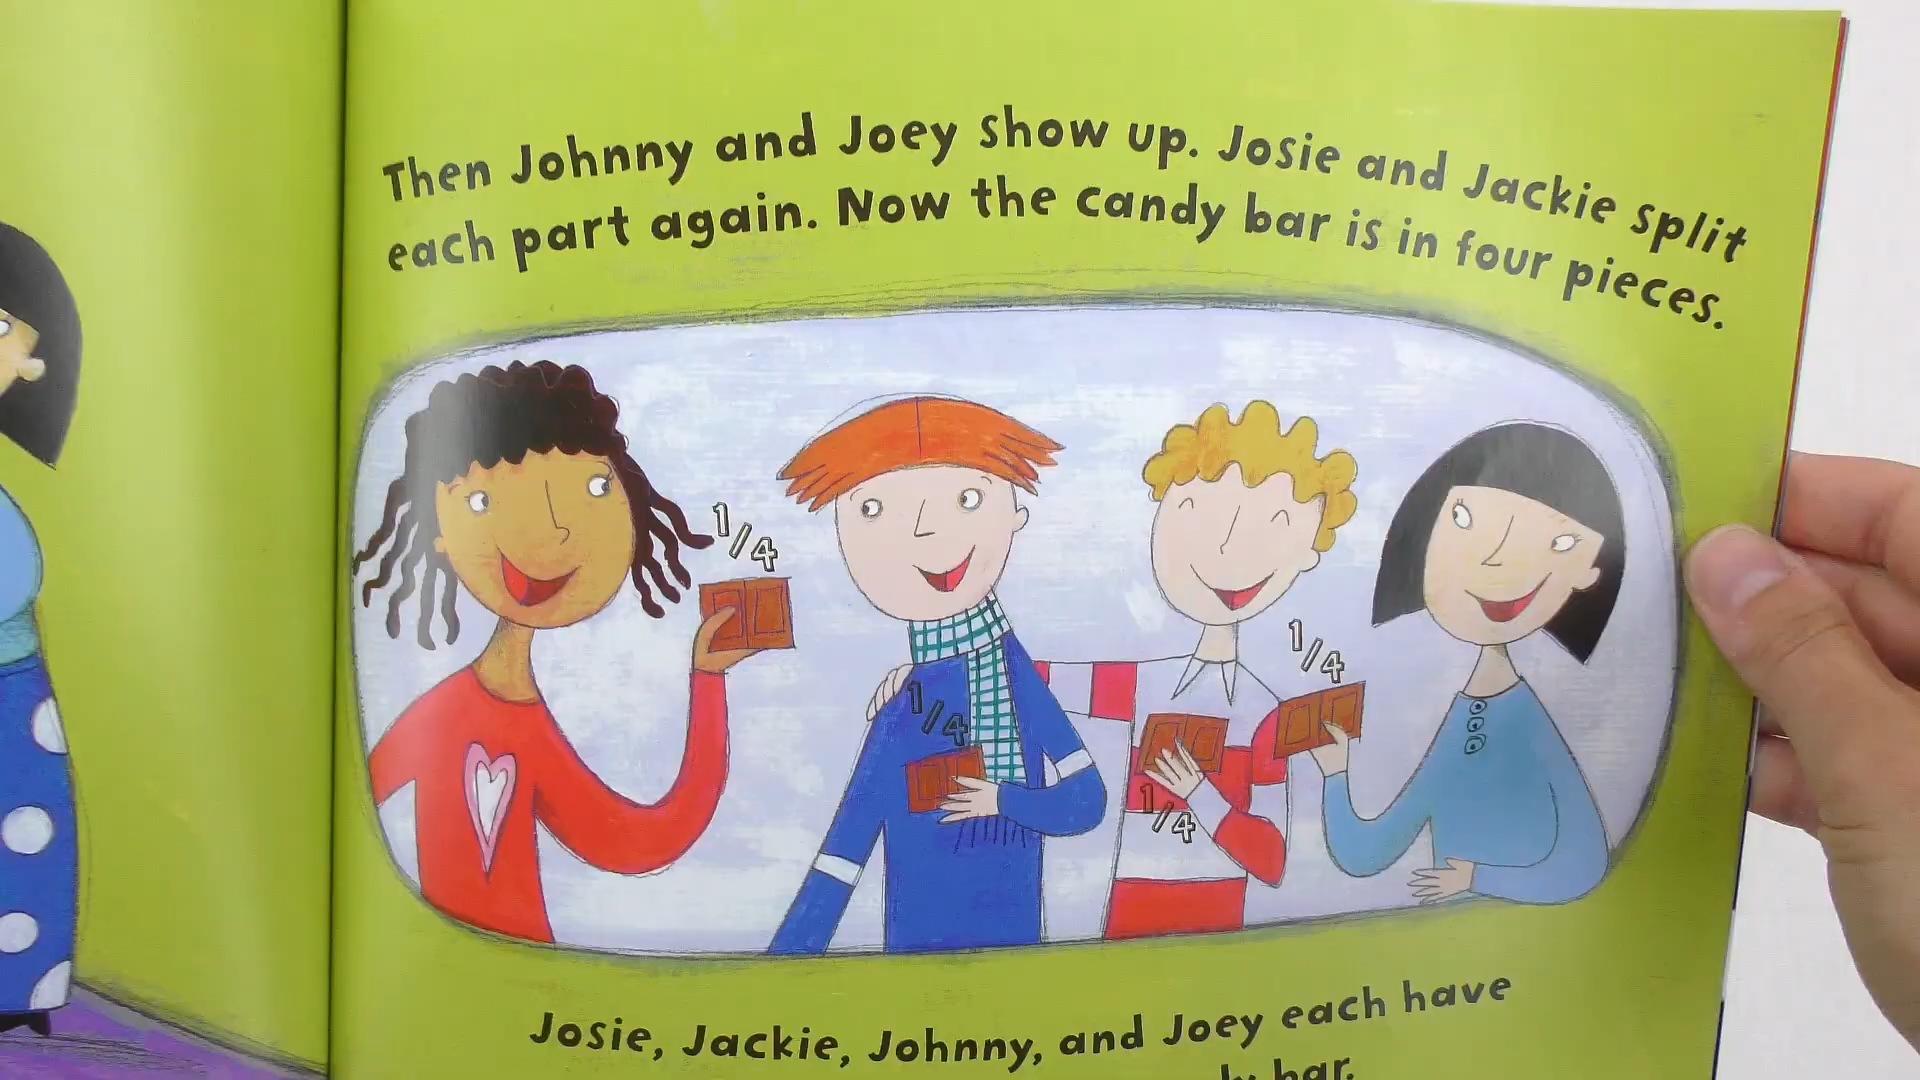 Then Johnny and Joey show up. Josie and Jackie split
each part again. Now the candy bar is in four pieces.
1/4
1/4
1/4
1/4
Josie, Jackie, Johnny, and Joey each have
bar.